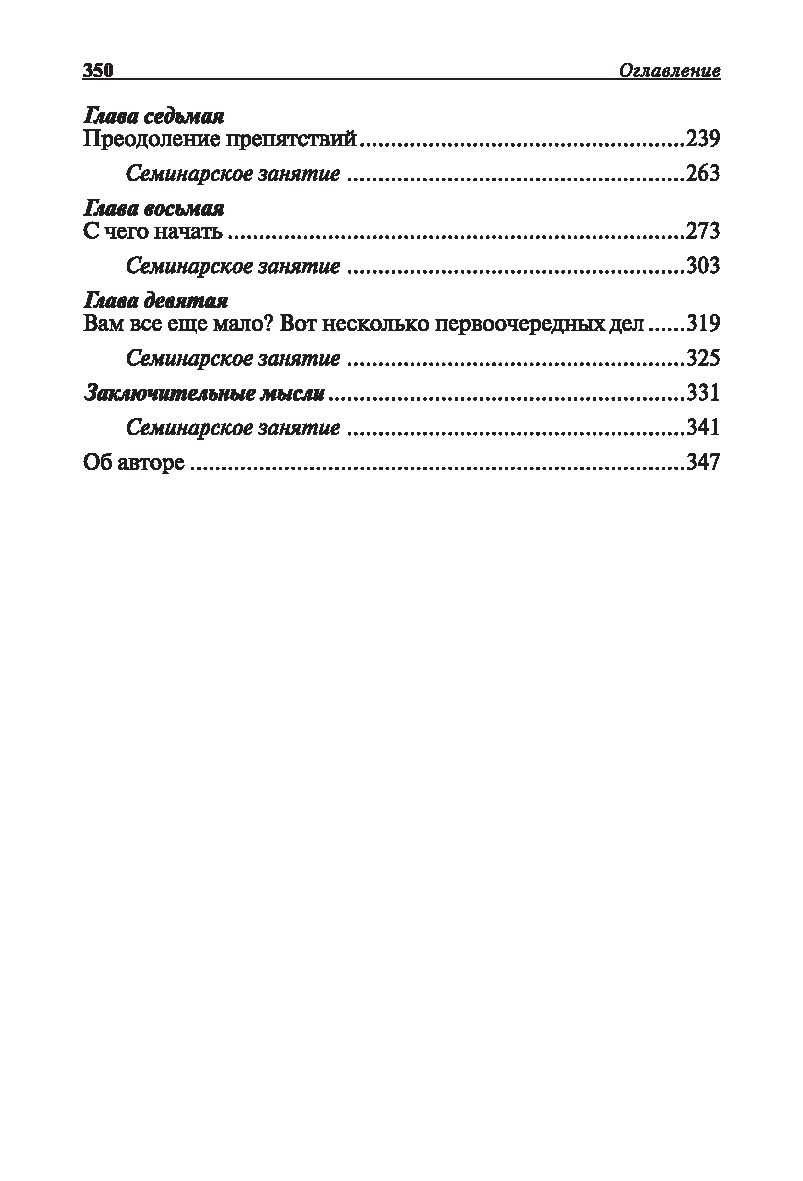 350 Оглавление
Глава седьмая
Преодоление препятствий....................................................239
Семинарское занятие ......................................................263
Глава восьмая
С чего начать.........................................................................273
Семинарское занятие ......................................................303
Глава девятая
Вам все еще мало? Вот несколько первоочередных дел......319
Семинарское занятие ......................................................325
Заключительные мысли.........................................................331
Семинарское занятие ......................................................341
Об авторе...............................................................................347